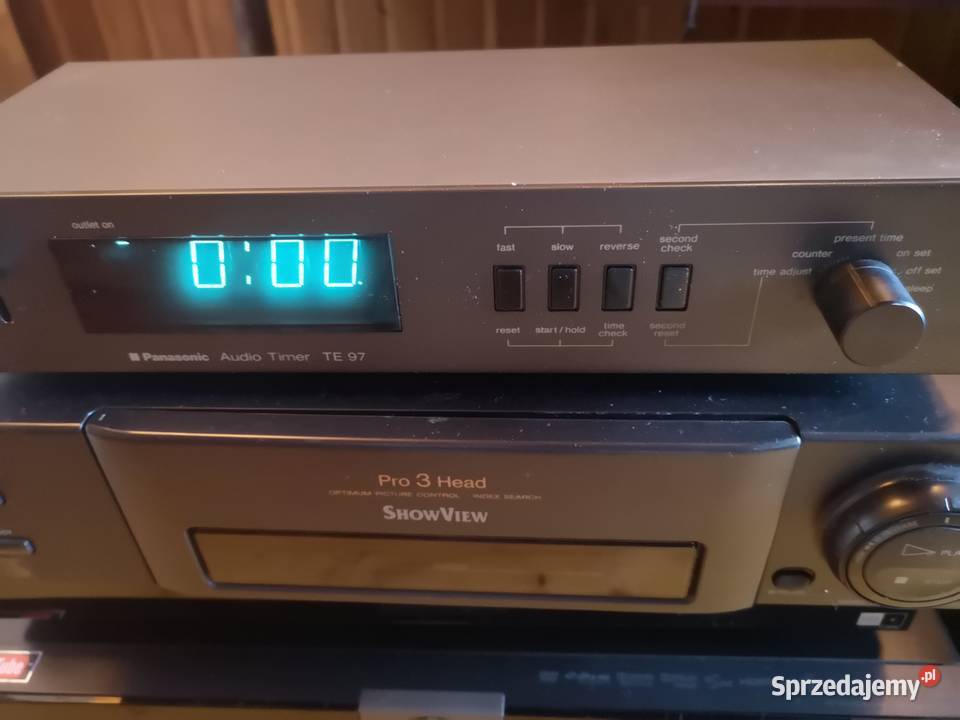 outlet on
0:00
Panasonic Audio Timer TE 97
fast slow reverse second check
reset start/hold time check second reset
present time
counter on set
time adjust off set
sleep
Pro 3 Head
OPTIMUM PICTURE CONTROL INDEX SEARCH
SHOWVIEW
PLA
Sprzedajemy.pl